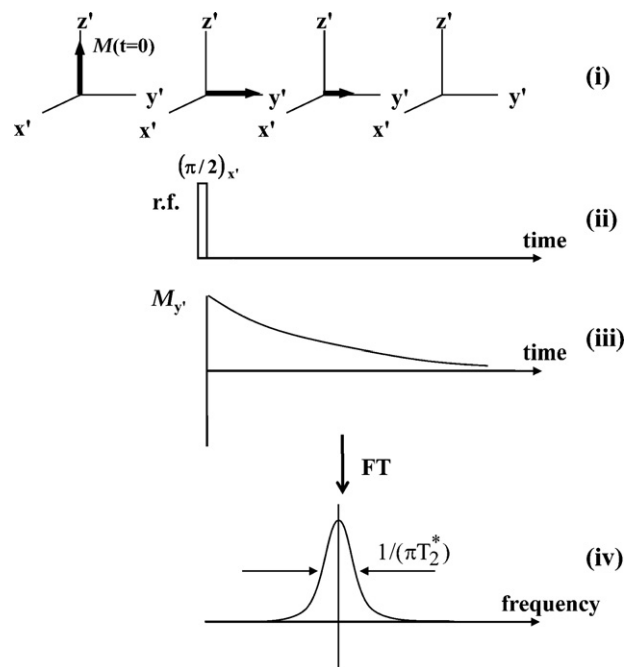 z' z' z' z'
M(t=0)
(i)
y' y' y' y'
x' x' x' x'
(π/2)x'
r.f.
(ii)
time
My'
(iii)
time
FT
1/(πT₂*)
(iv)
frequency